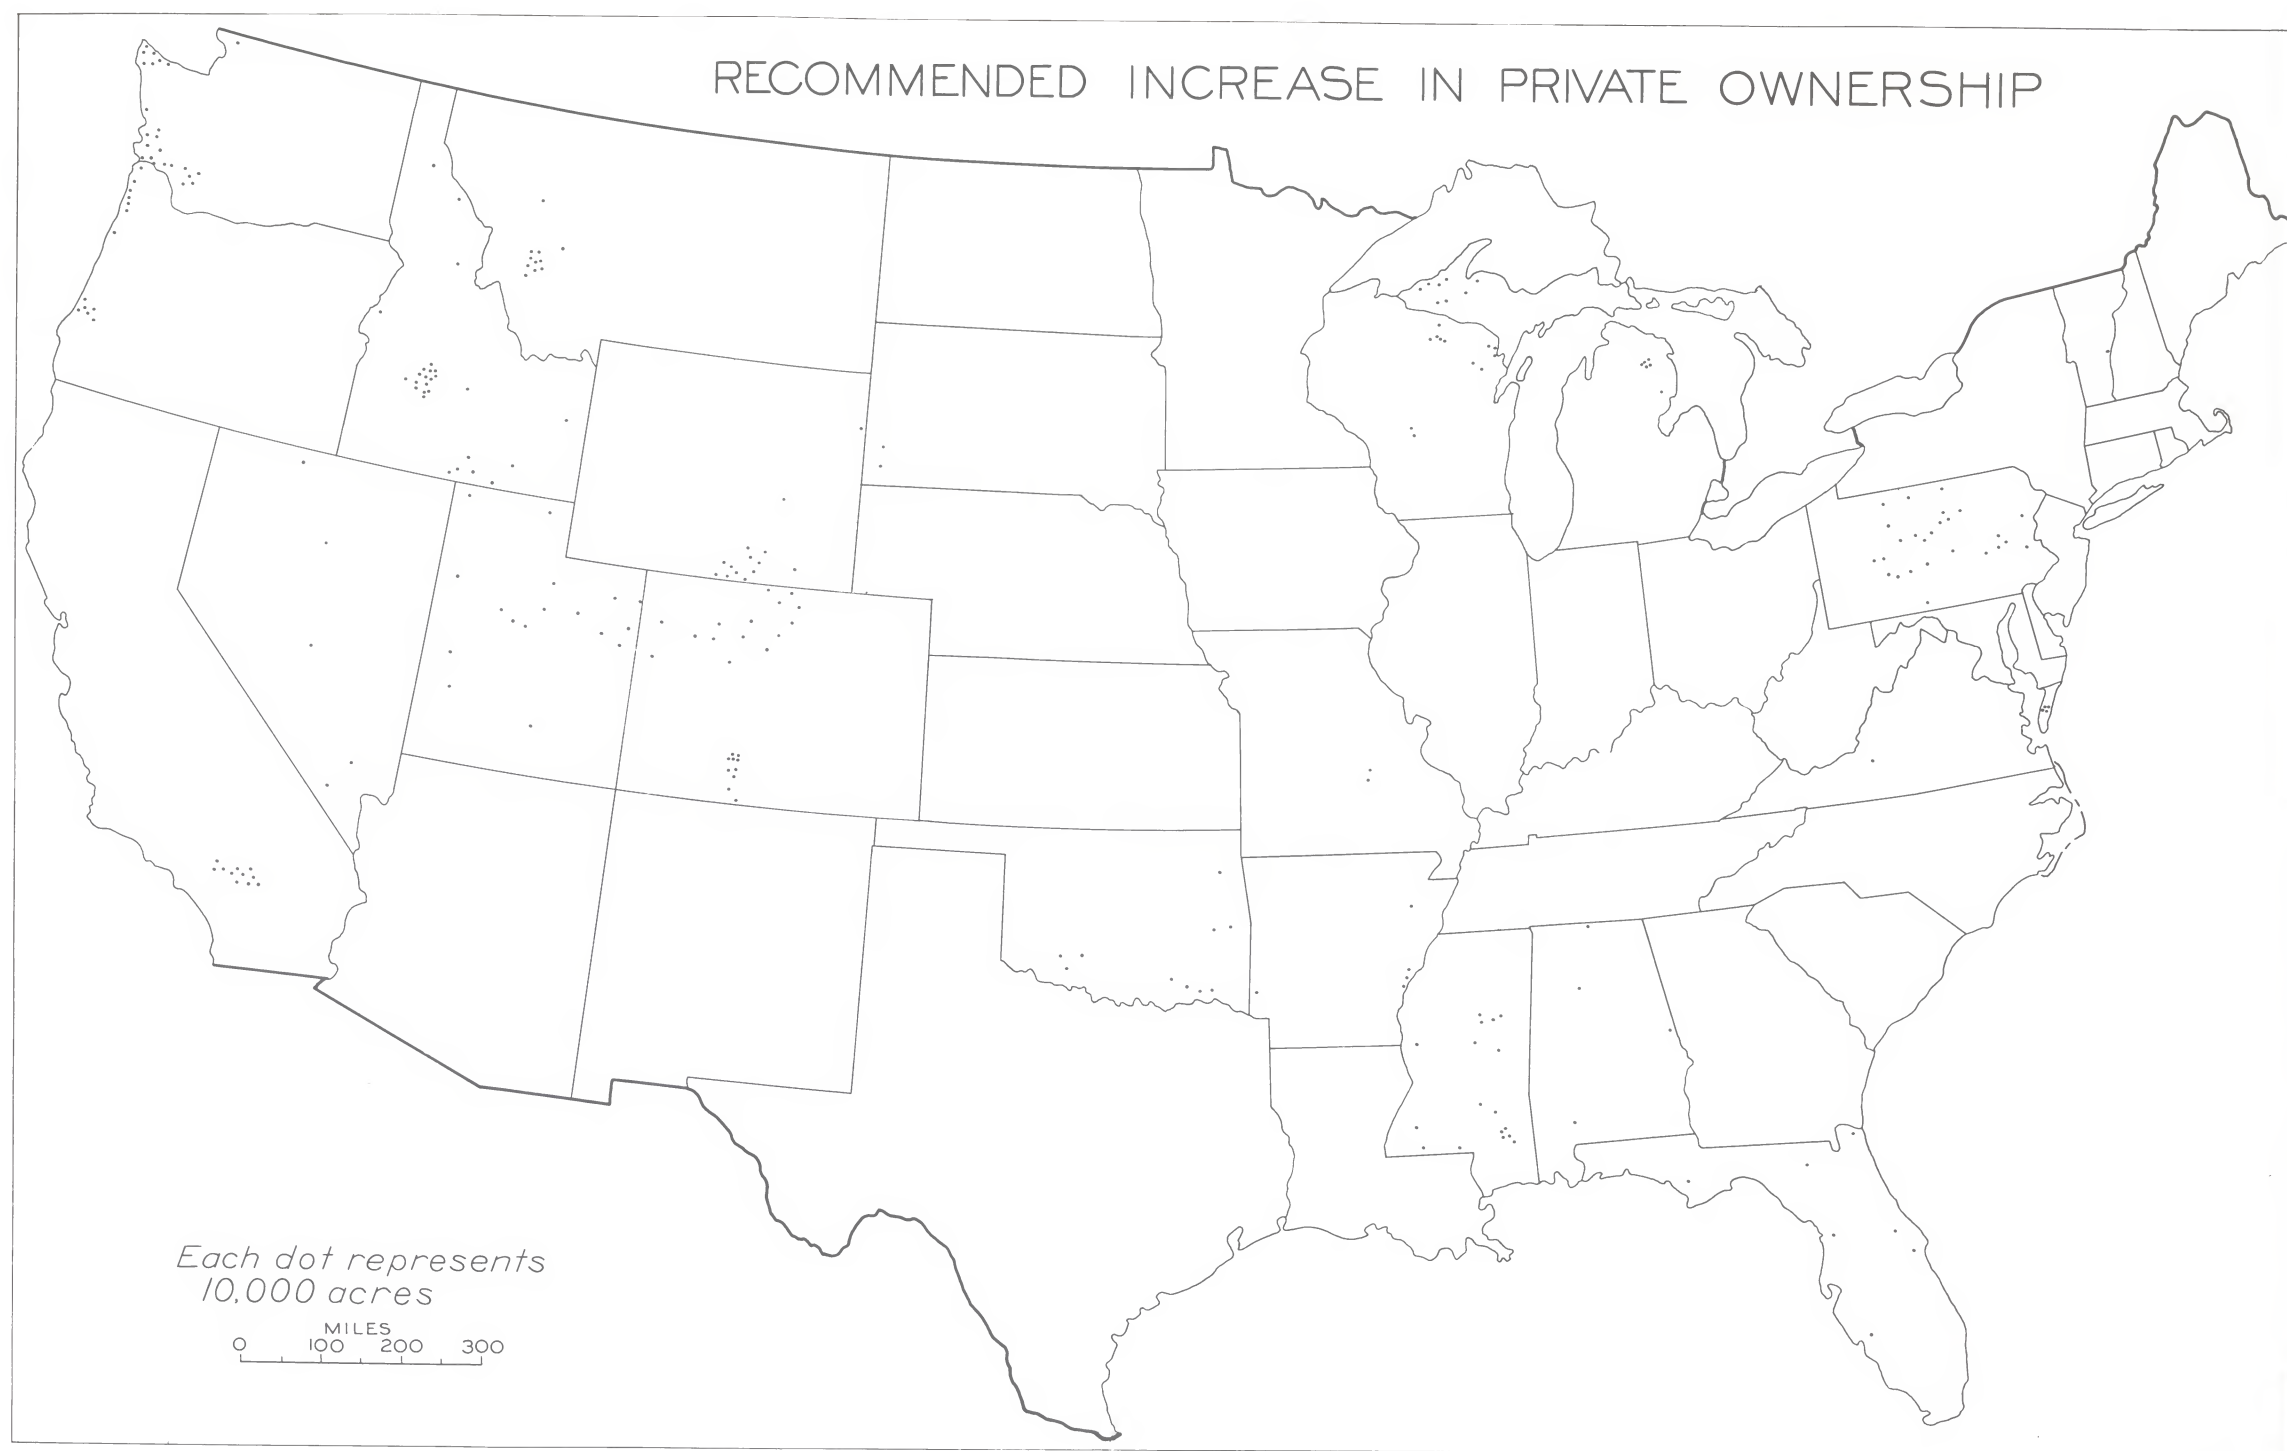 RECOMMENDED INCREASE IN PRIVATE OWNERSHIP
Each dot represents
10,000 acres
MILES
0 100 200 300